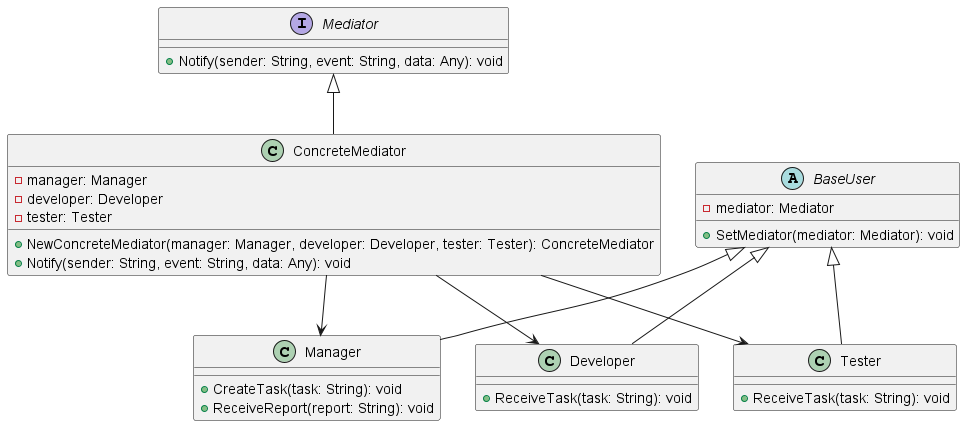 I Mediator
Notify(sender: String, event: String, data: Any): void
C ConcreteMediator
manager: Manager
developer: Developer
tester: Tester
NewConcreteMediator(manager: Manager, developer: Developer, tester: Tester): ConcreteMediator
Notify(sender: String, event: String, data: Any): void
A BaseUser
mediator: Mediator
SetMediator(mediator: Mediator): void
C Manager
CreateTask(task: String): void
ReceiveReport(report: String): void
C Developer
ReceiveTask(task: String): void
C Tester
ReceiveTask(task: String): void